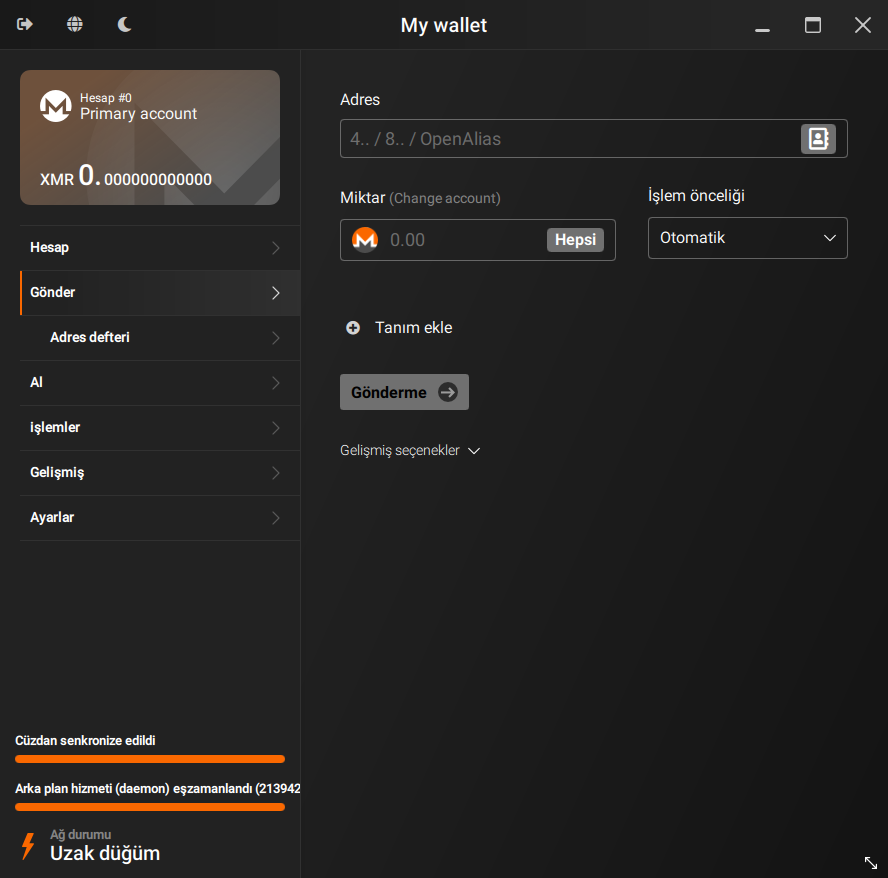 My wallet
Hesap #0
Primary account
XMR 0.000000000000
Hesap
Gönder
Adres defteri
Al
işlemler
Gelişmiş
Ayarlar
Cüzdan senkronize edildi
Arka plan hizmeti (daemon) eşzamanlandı (213942
Ağ durumu
Uzak düğüm
Adres
4.. / 8.. / OpenAlias
Miktar (Change account)
0.00 Hepsi
İşlem önceliği
Otomatik
Tanım ekle
Gönderme
Gelişmiş seçenekler